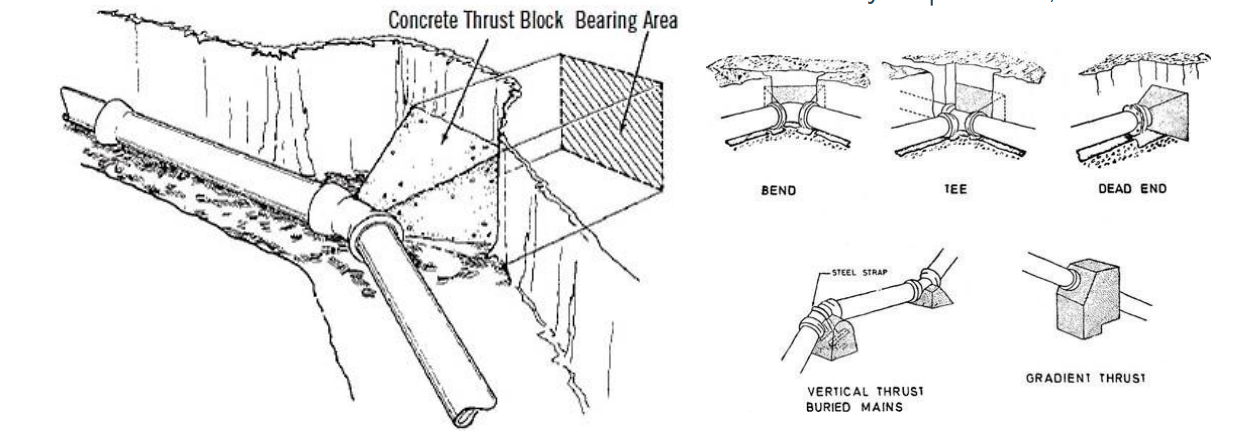 Concrete Thrust Block Bearing Area
BEND
TEE
DEAD END
STEEL STRAP
VERTICAL THRUST
BURIED MAINS
GRADIENT THRUST